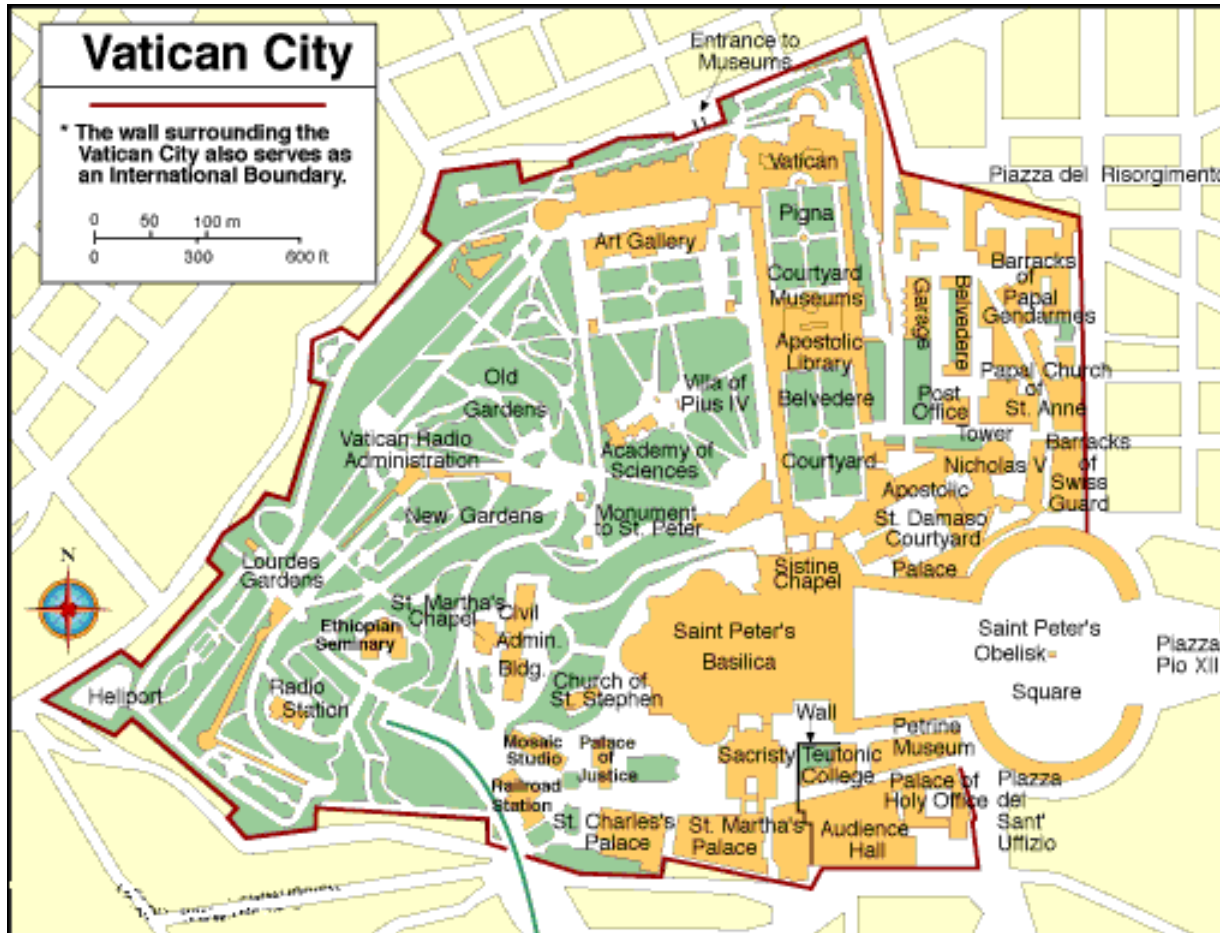 Vatican City
* The wall surrounding the
Vatican City also serves as
an International Boundary.
0 50 100 m
0 300 600 ft
Entrance to
Museums
Piazza del Risorgimento
Vatican
Pigna
Courtyard
Museums
Art Gallery
Apostolic
Library
Belvedere
Courtyard
Garage
Belvedere
Barracks
of
Papal
Gendarmes
Post
Office
Papal Church
of
St. Anne
Tower
Nicholas V
Barracks
of
Swiss
Guard
Old
Gardens
Villa of
Pius IV
Academy of
Sciences
Vatican Radio
Administration
New Gardens
Monument
to St. Peter
Apostolic
St. Damaso
Courtyard
Palace
Sistine
Chapel
N
Lourdes
Gardens
St. Martha's
Chapel
Civil
Admin.
Bldg.
Ethiopian
Seminary
Saint Peter's
Basilica
Saint Peter's
Obelisk
Square
Piazza
Pio XII
Heliport
Radio
Station
Church of
St. Stephen
Wall
Petrine
Museum
Mosaic
Studio
Palace
of
Justice
Sacristy
Teutonic
College
Railroad
Station
Palace of
Holy Office
Piazza
del
Sant'
Uffizio
St. Charles's
Palace
St. Martha's
Palace
Audience
Hall